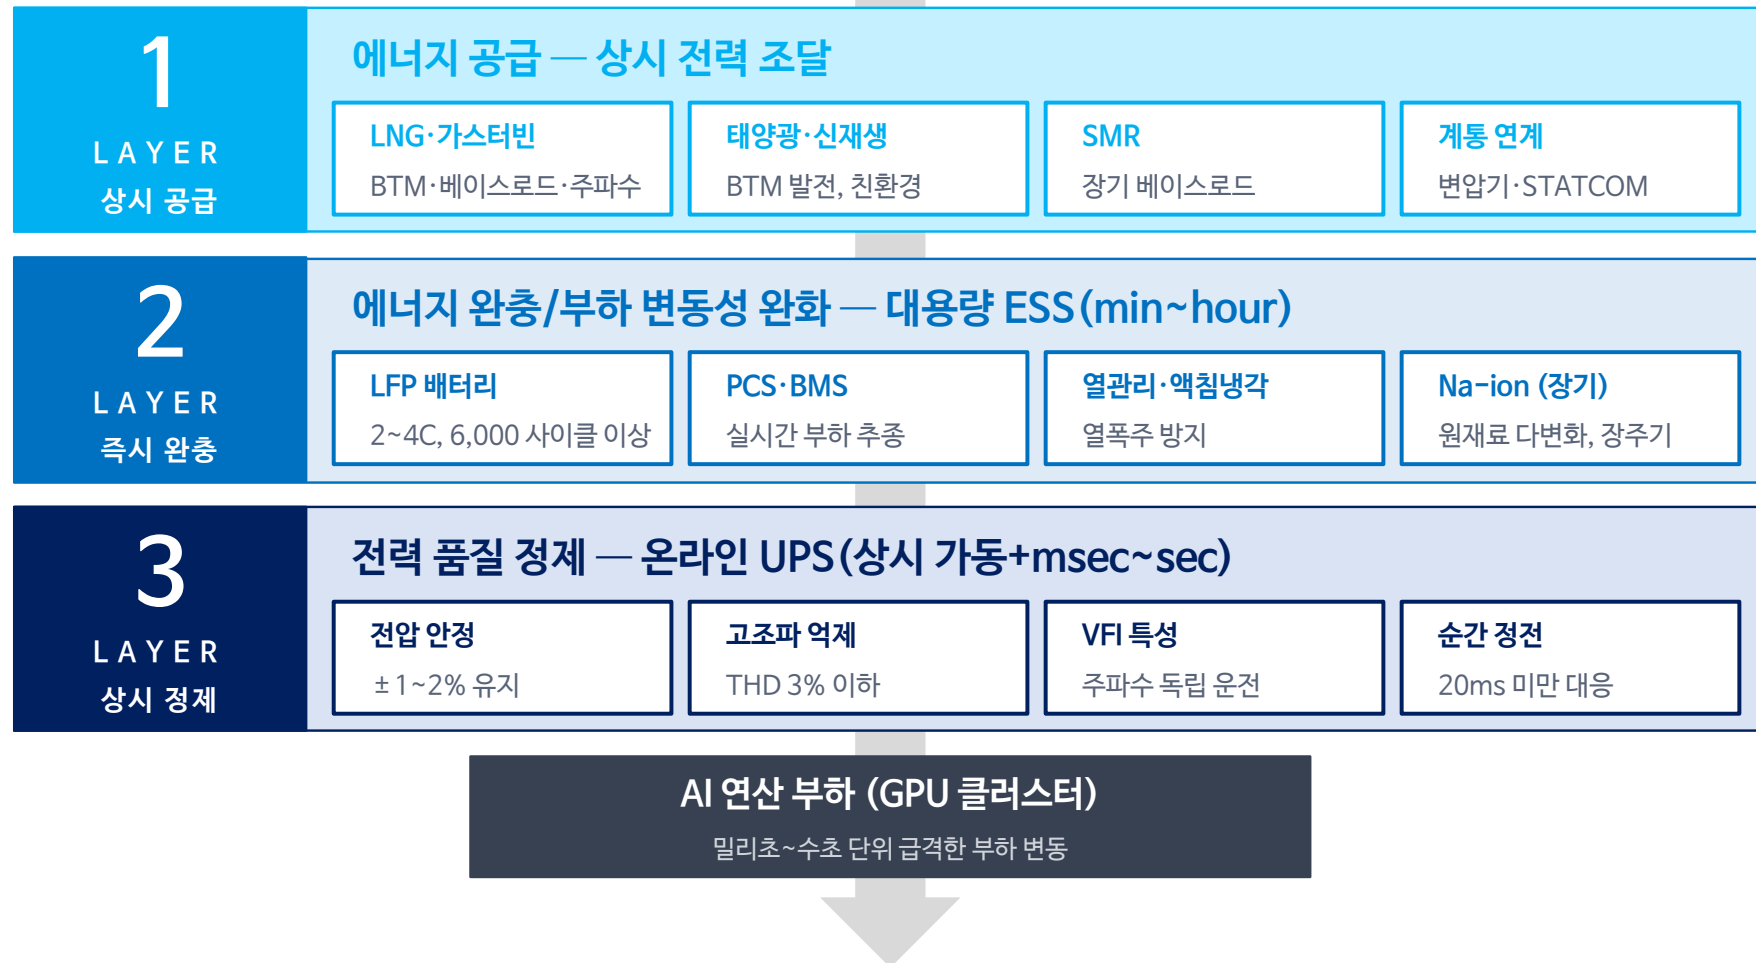 1
LAYER
상시 공급
에너지 공급 — 상시 전력 조달
LNG·가스터빈
BTM·베이스로드·주파수
태양광·신재생
BTM 발전, 친환경
SMR
장기 베이스로드
계통 연계
변압기·STATCOM
2
LAYER
즉시 완충
에너지 완충/부하 변동성 완화 — 대용량 ESS(min~hour)
LFP 배터리
2~4C, 6,000 사이클 이상
PCS·BMS
실시간 부하 추종
열관리·액침냉각
열폭주 방지
Na-ion (장기)
원재료 다변화, 장주기
3
LAYER
상시 정제
전력 품질 정제 — 온라인 UPS(상시 가동+msec~sec)
전압 안정
±1~2% 유지
고조파 억제
THD 3% 이하
VFI 특성
주파수 독립 운전
순간 정전
20ms 미만 대응
AI 연산 부하 (GPU 클러스터)
밀리초~수초 단위 급격한 부하 변동